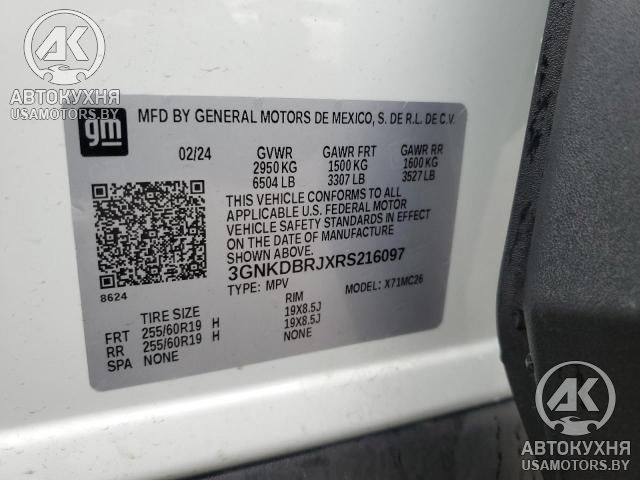 AK
АВТОКУХНЯ
USAMOTORS.BY
gm
MFD BY GENERAL MOTORS DE MEXICO, S. DE R.L. DE C.V.
02/24 GVWR GAWR FRT GAWR RR
2950 KG 1500 KG 1600 KG
6504 LB 3307 LB 3527 LB
THIS VEHICLE CONFORMS TO ALL
APPLICABLE U.S. FEDERAL MOTOR
VEHICLE SAFETY STANDARDS IN EFFECT
ON THE DATE OF MANUFACTURE
SHOWN ABOVE.
3GNKDBRJXRS216097
TYPE: MPV MODEL: X71MC26
8624
TIRE SIZE RIM
FRT 255/60R19 H 19X8.5J
RR 255/60R19 H 19X8.5J
SPA NONE NONE
AK
АВТОКУХНЯ
USAMOTORS.BY